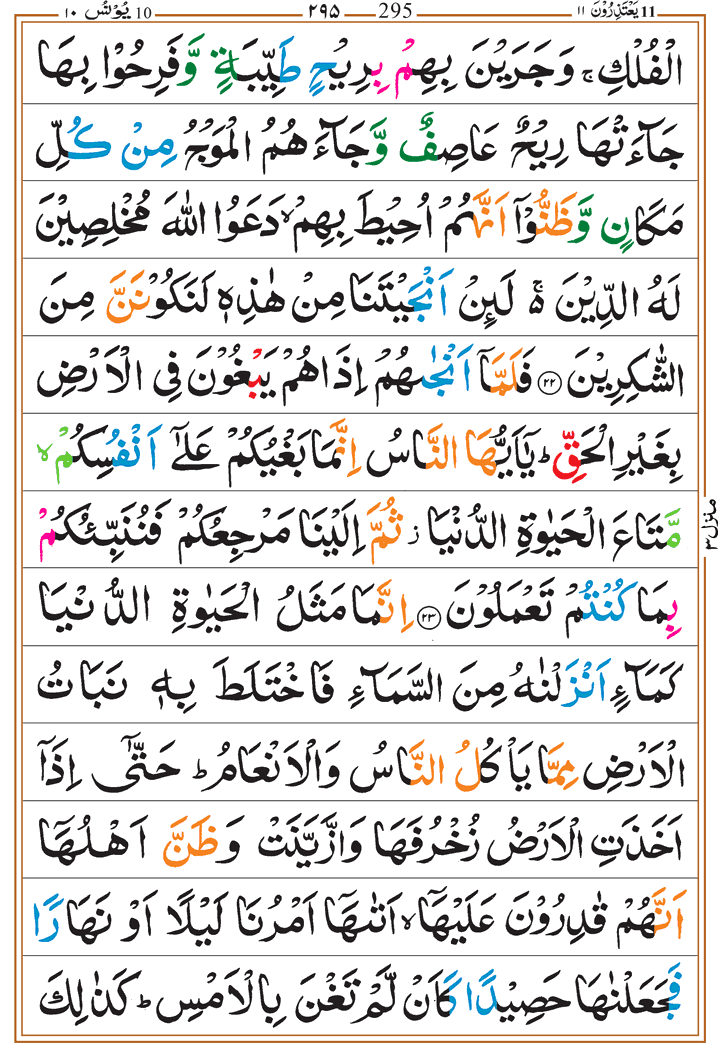 یَعْتَذِرُوْنَ 11 ١١ 295 ٢٩٥ یُوْنُس 10 ١٠
الْفُلْكِ ۚ وَجَرَیْنَ بِهِمْ بِرِیْحٍ طَیِّبَةٍ وَّفَرِحُوْا بِهَا
جَآءَتْهَا رِیْحٌ عَاصِفٌ وَّجَآءَهُمُ الْمَوْجُ مِنْ كُلِّ
مَكَانٍ وَّظَنُّوْۤا اَنَّهُمْ اُحِیْطَ بِهِمْ ۙ دَعَوُا اللّٰهَ مُخْلِصِیْنَ
لَهُ الدِّیْنَ ۚ۬ لَىِٕنْ اَنْجَیْتَنَا مِنْ هٰذِهٖ لَنَكُوْنَنَّ مِنَ
الشّٰكِرِیْنَ ﴿۲۲﴾ فَلَمَّاۤ اَنْجٰىهُمْ اِذَا هُمْ یَبْغُوْنَ فِی الْاَرْضِ
بِغَیْرِ الْحَقِّ ؕ یٰۤاَیُّهَا النَّاسُ اِنَّمَا بَغْیُكُمْ عَلٰۤی اَنْفُسِكُمْ ۙ
مَّتَاعَ الْحَیٰوةِ الدُّنْیَا ؗ ثُمَّ اِلَیْنَا مَرْجِعُكُمْ فَنُنَبِّئُكُمْ
بِمَا كُنْتُمْ تَعْمَلُوْنَ ﴿۲۳﴾ اِنَّمَا مَثَلُ الْحَیٰوةِ الدُّنْیَا
كَمَآءٍ اَنْزَلْنٰهُ مِنَ السَّمَآءِ فَاخْتَلَطَ بِهٖ نَبَاتُ
الْاَرْضِ مِمَّا یَاْكُلُ النَّاسُ وَالْاَنْعَامُ ؕ حَتّٰۤی اِذَاۤ
اَخَذَتِ الْاَرْضُ زُخْرُفَهَا وَازَّیَّنَتْ وَظَنَّ اَهْلُهَاۤ
اَنَّهُمْ قٰدِرُوْنَ عَلَیْهَاۤ ۙ اَتٰىهَاۤ اَمْرُنَا لَیْلًا اَوْ نَهَارًا
فَجَعَلْنٰهَا حَصِیْدًا كَاَنْ لَّمْ تَغْنَ بِالْاَمْسِ ؕ كَذٰلِكَ
منزل ٣